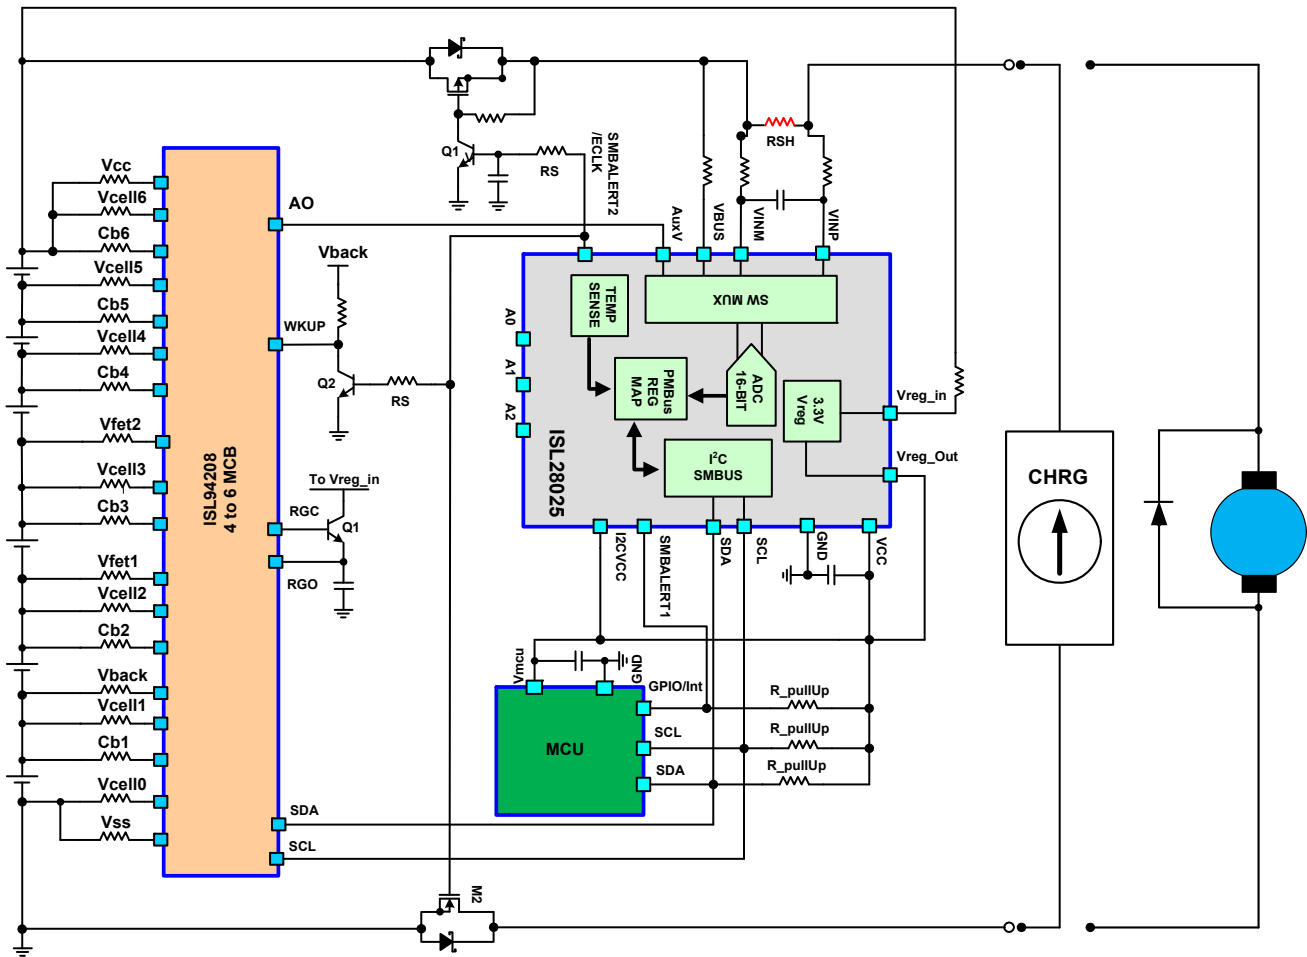 Vcc
Vcell6
Cb6
Vcell5
Cb5
Vcell4
Cb4
Vfet2
Vcell3
Cb3
Vfet1
Vcell2
Cb2
Vback
Vcell1
Cb1
Vcell0
Vss
ISL94208
4 to 6 MCB
AO
WKUP
RGC
RGO
SDA
SCL
Vback
Q2
RS
To Vreg_in
Q1
Q1
RS
SMBALERT2
/ECLK
AuxV
VBUS
VINM
VINP
RSH
A0
A1
A2
ISL28025
TEMP
SENSE
SW MUX
PMBus
REG
MAP
ADC
16-BIT
3.3V
Vreg
I2C
SMBUS
Vreg_in
Vreg_Out
I2CVCC
SMBALERT1
SDA
SCL
GND
VCC
Vmcu
GND
MCU
GPIO/Int
SCL
SDA
R_pullUp
R_pullUp
R_pullUp
M2
CHRG